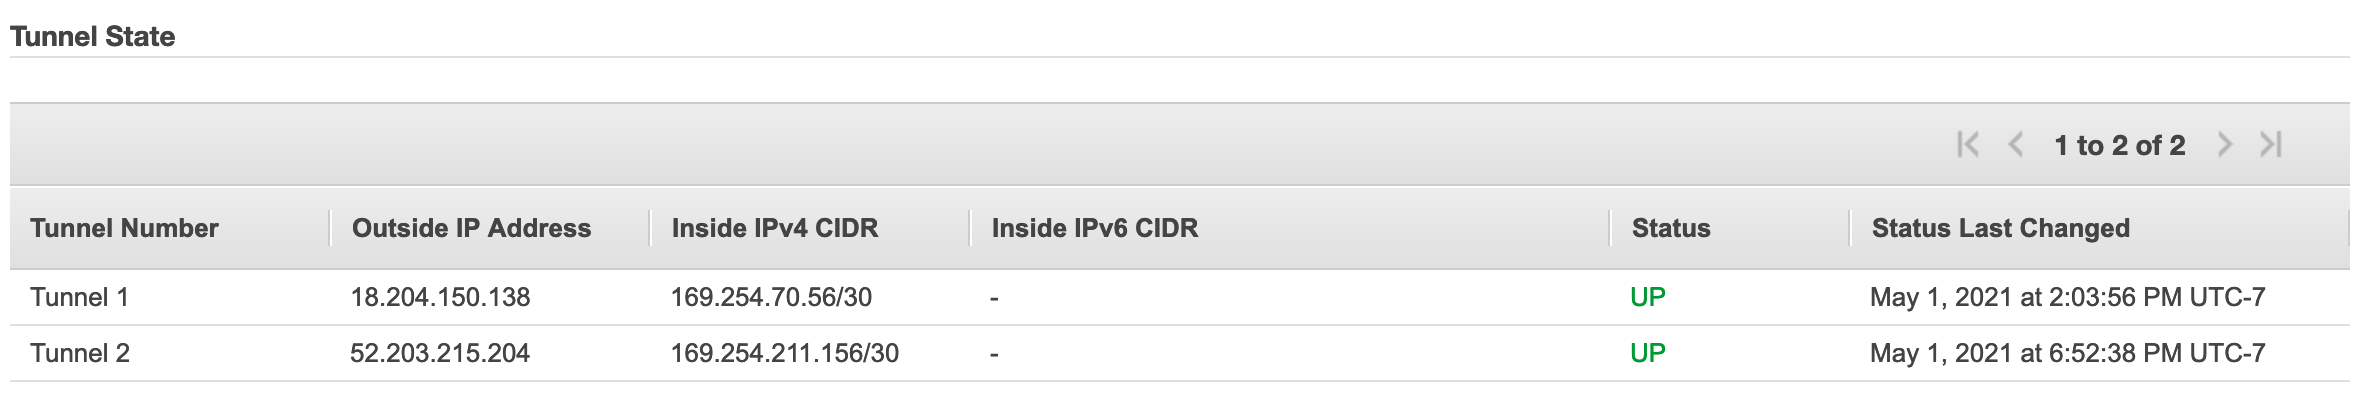 Tunnel State
1 to 2 of 2
Tunnel Number Outside IP Address Inside IPv4 CIDR Inside IPv6 CIDR Status Status Last Changed
Tunnel 1 18.204.150.138 169.254.70.56/30 - UP May 1, 2021 at 2:03:56 PM UTC-7
Tunnel 2 52.203.215.204 169.254.211.156/30 - UP May 1, 2021 at 6:52:38 PM UTC-7